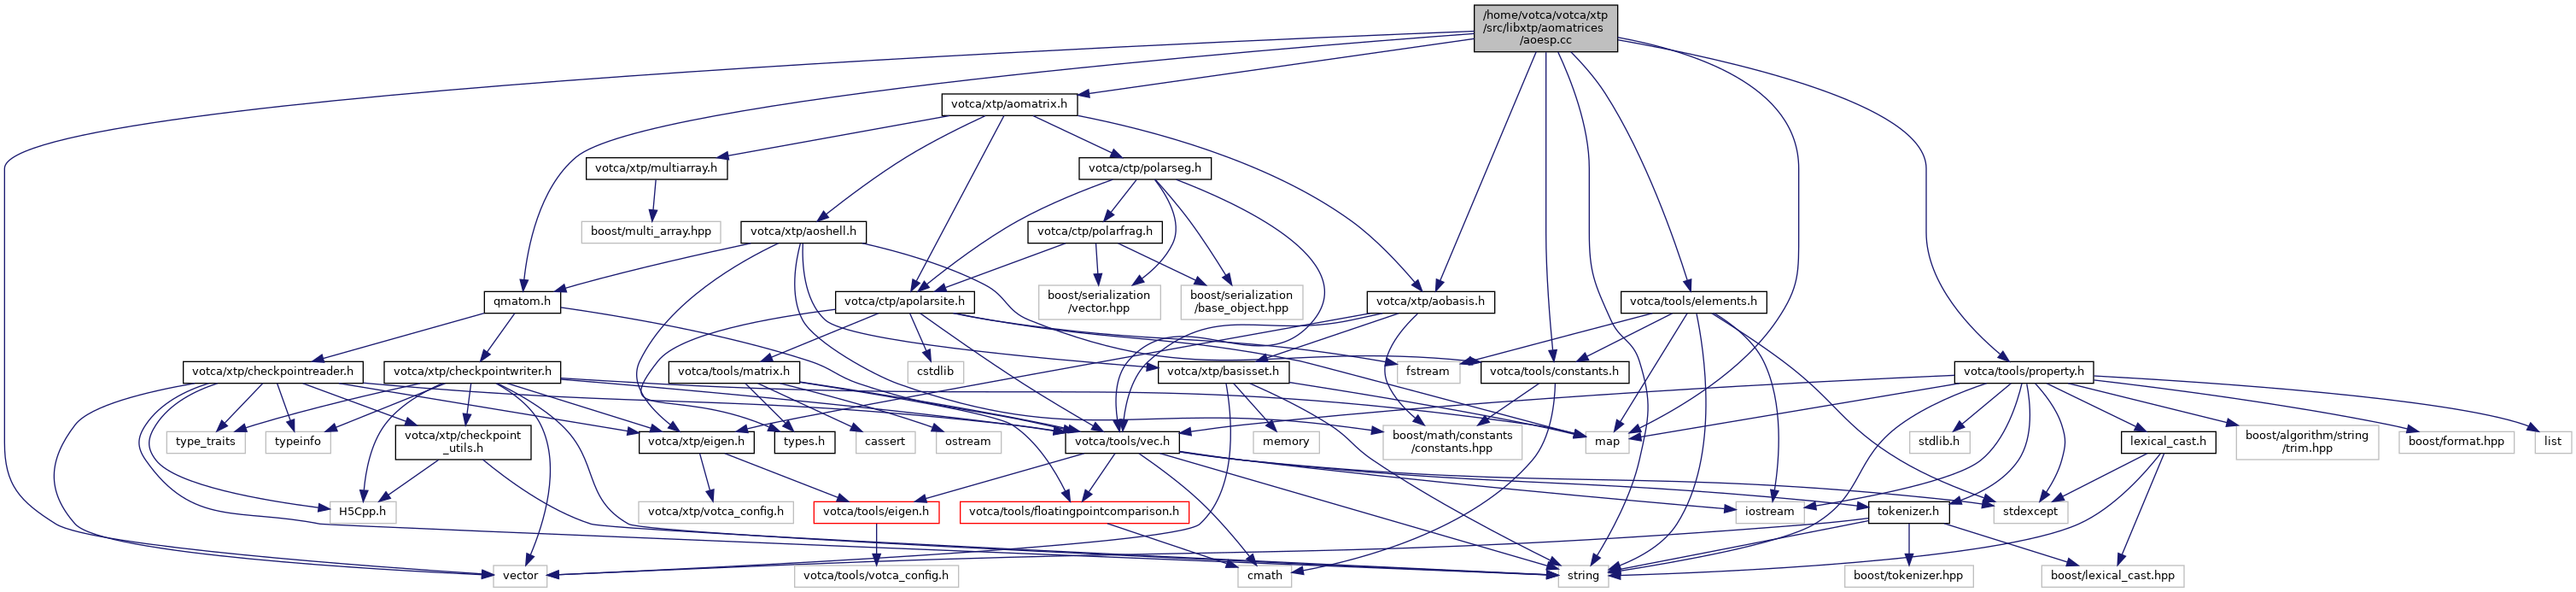 /home/votca/votca/xtp
/src/libxtp/aomatrices
/aoesp.cc
votca/xtp/aomatrix.h
votca/xtp/multiarray.h
votca/ctp/polarseg.h
boost/multi_array.hpp
votca/xtp/aoshell.h
votca/ctp/polarfrag.h
qmatom.h
votca/ctp/apolarsite.h
boost/serialization
/vector.hpp
boost/serialization
/base_object.hpp
votca/xtp/aobasis.h
votca/tools/elements.h
votca/xtp/checkpointreader.h
votca/xtp/checkpointwriter.h
votca/tools/matrix.h
cstdlib
votca/xtp/basisset.h
fstream
votca/tools/constants.h
votca/tools/property.h
type_traits
typeinfo
votca/xtp/checkpoint
_utils.h
votca/xtp/eigen.h
types.h
cassert
ostream
votca/tools/vec.h
memory
boost/math/constants
/constants.hpp
map
stdlib.h
lexical_cast.h
boost/algorithm/string
/trim.hpp
boost/format.hpp
list
H5Cpp.h
votca/xtp/votca_config.h
votca/tools/eigen.h
votca/tools/floatingpointcomparison.h
iostream
tokenizer.h
stdexcept
vector
votca/tools/votca_config.h
cmath
string
boost/tokenizer.hpp
boost/lexical_cast.hpp